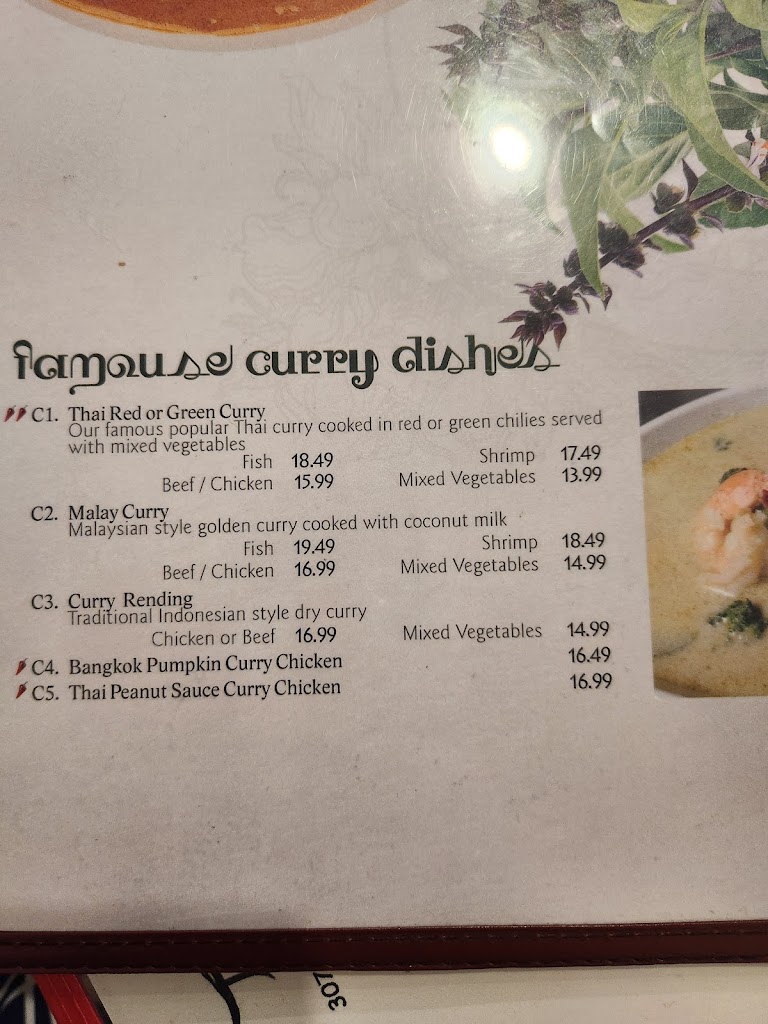 famouse curry dishes
C1. Thai Red or Green Curry
Our famous popular Thai curry cooked in red or green chilies served
with mixed vegetables
Fish 18.49 Shrimp 17.49
Beef / Chicken 15.99 Mixed Vegetables 13.99
C2. Malay Curry
Malaysian style golden curry cooked with coconut milk
Fish 19.49 Shrimp 18.49
Beef / Chicken 16.99 Mixed Vegetables 14.99
C3. Curry Rending
Traditional Indonesian style dry curry
Chicken or Beef 16.99 Mixed Vegetables 14.99
C4. Bangkok Pumpkin Curry Chicken 16.49
C5. Thai Peanut Sauce Curry Chicken 16.99
307